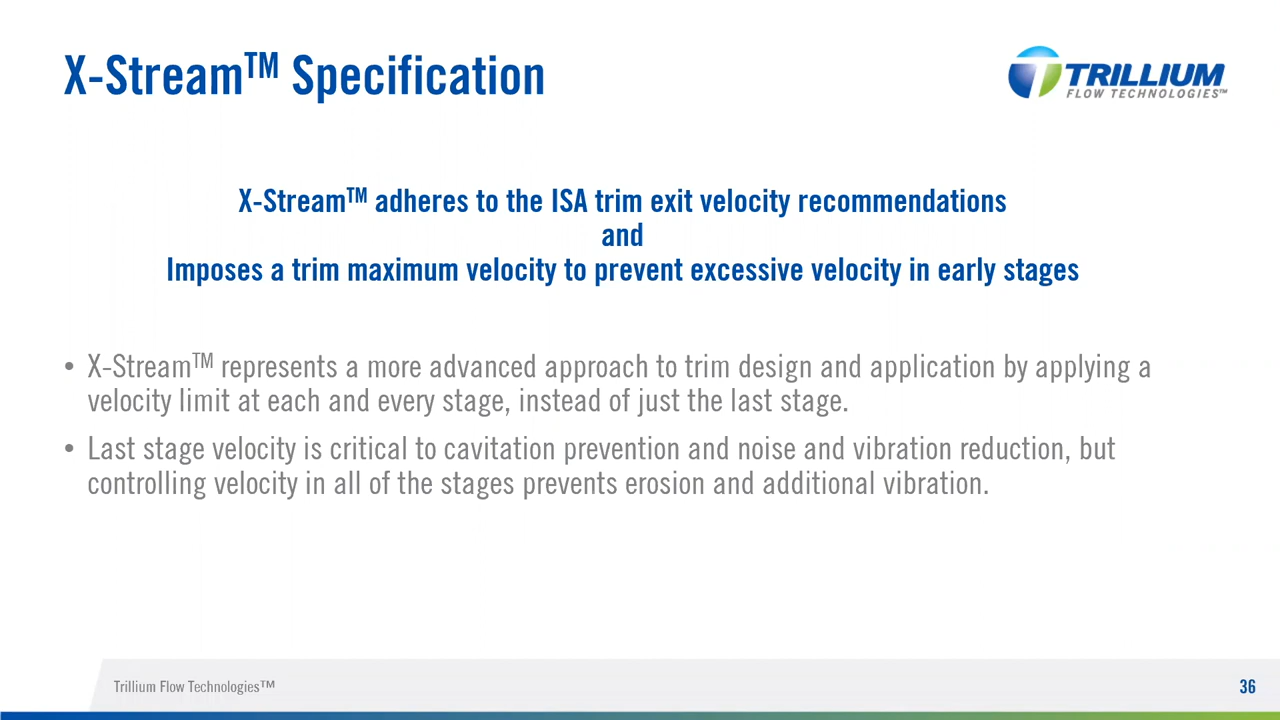 X-Stream™ Specification
TRILLIUM
FLOW TECHNOLOGIES™
X-Stream™ adheres to the ISA trim exit velocity recommendations
and
Imposes a trim maximum velocity to prevent excessive velocity in early stages
• X-Stream™ represents a more advanced approach to trim design and application by applying a
velocity limit at each and every stage, instead of just the last stage.
• Last stage velocity is critical to cavitation prevention and noise and vibration reduction, but
controlling velocity in all of the stages prevents erosion and additional vibration.
Trillium Flow Technologies™
36